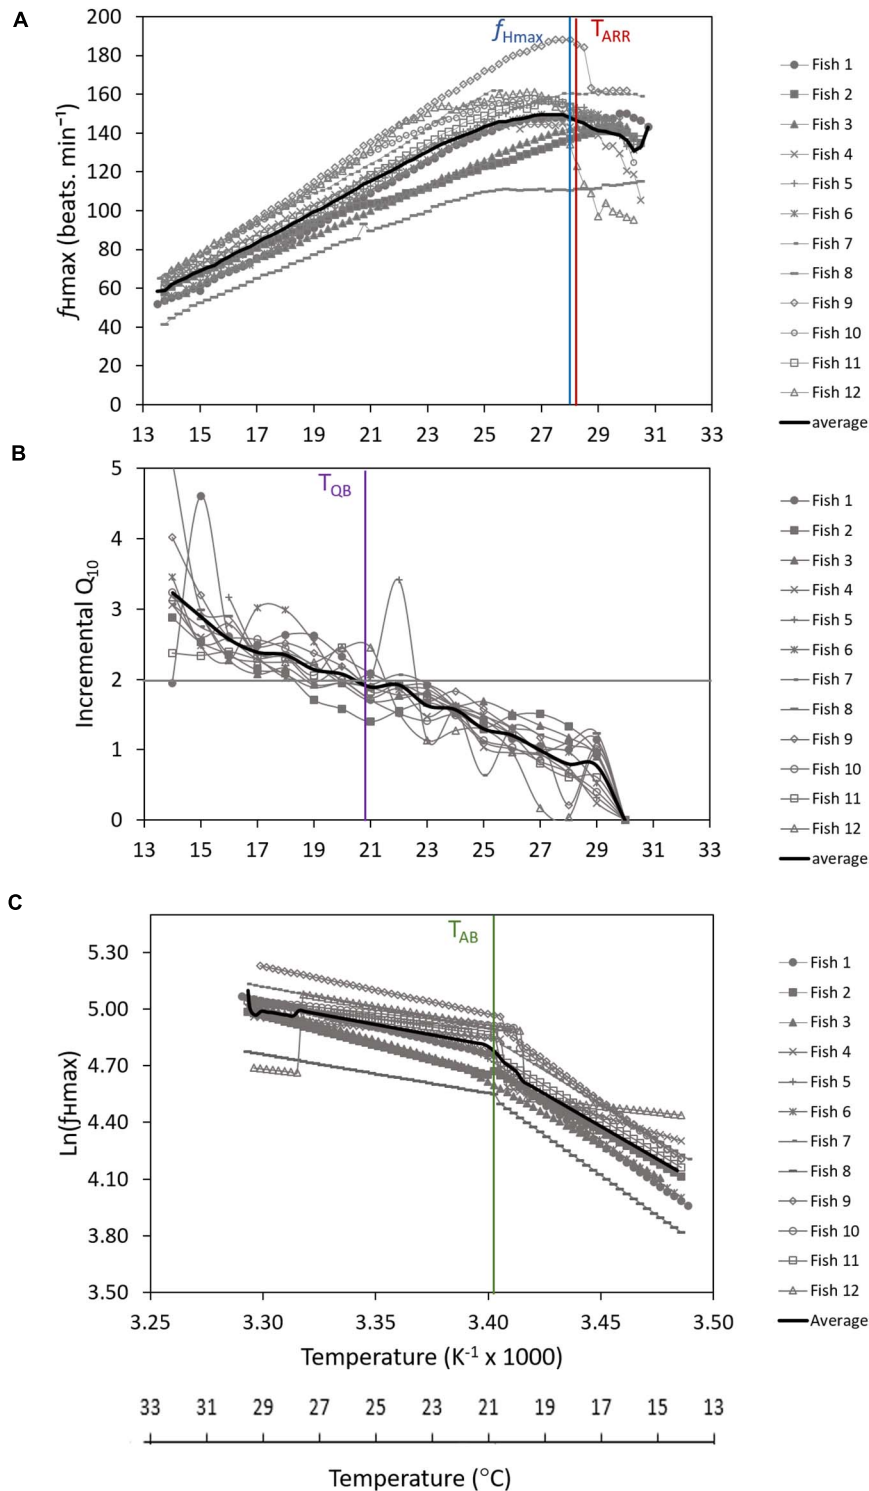 A
200
180
160
140
120
100
80
60
40
20
0
fHmax (beats. min⁻¹)
fHmax
TARR
13 15 17 19 21 23 25 27 29 31 33
Fish 1
Fish 2
Fish 3
Fish 4
Fish 5
Fish 6
Fish 7
Fish 8
Fish 9
Fish 10
Fish 11
Fish 12
average
B
5
4
3
2
1
0
Incremental Q10
TQB
13 15 17 19 21 23 25 27 29 31 33
Fish 1
Fish 2
Fish 3
Fish 4
Fish 5
Fish 6
Fish 7
Fish 8
Fish 9
Fish 10
Fish 11
Fish 12
average
C
5.30
5.00
4.70
4.40
4.10
3.80
3.50
Ln(fHmax)
TAB
3.25 3.30 3.35 3.40 3.45 3.50
Temperature (K⁻¹ x 1000)
Fish 1
Fish 2
Fish 3
Fish 4
Fish 5
Fish 6
Fish 7
Fish 8
Fish 9
Fish 10
Fish 11
Fish 12
Average
33 31 29 27 25 23 21 19 17 15 13
Temperature (°C)